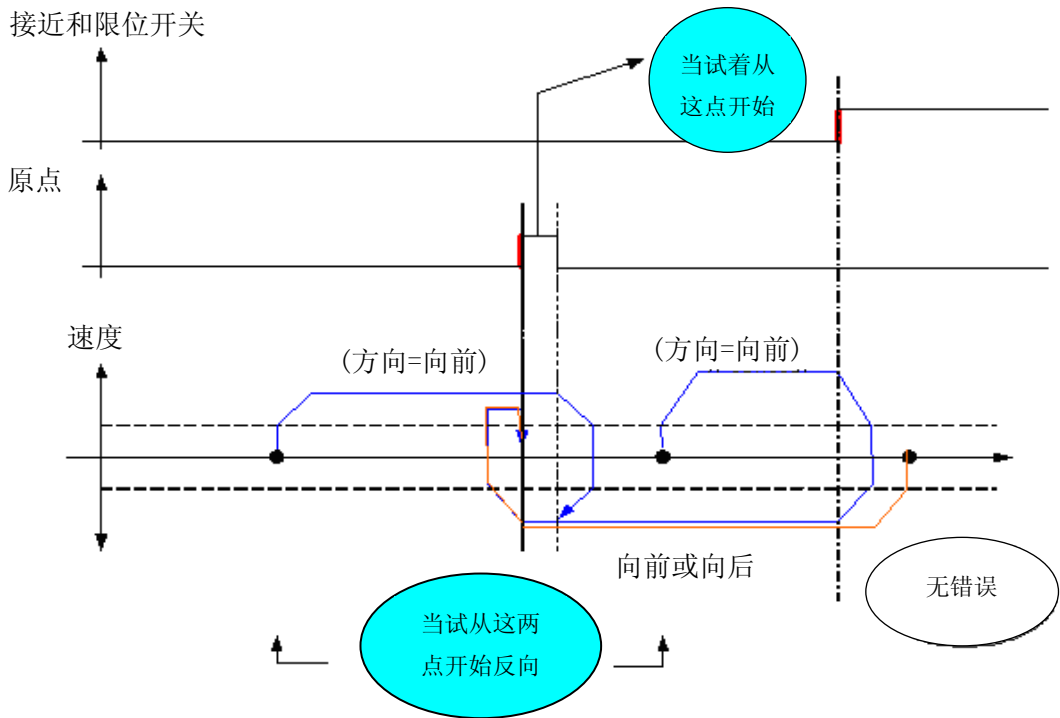 接近和限位开关
当试着从
这点开始
原点
速度
(方向=向前)
(方向=向前)
向前或向后
无错误
当试从这两
点开始反向